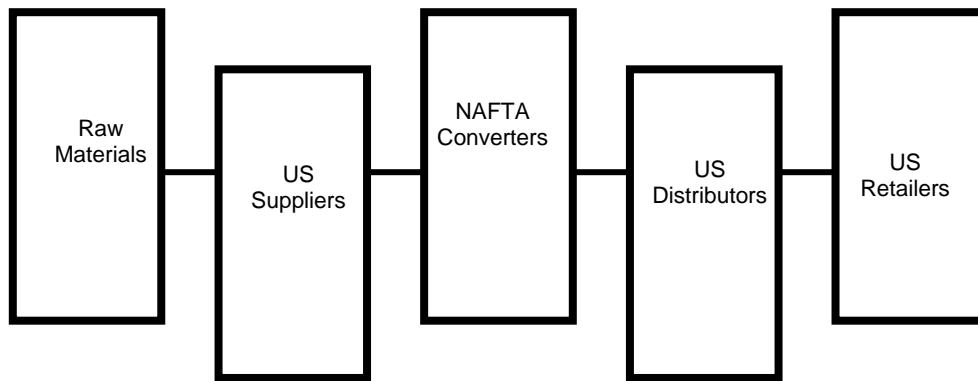 Raw
Materials
US
Suppliers
NAFTA
Converters
US
Distributors
US
Retailers